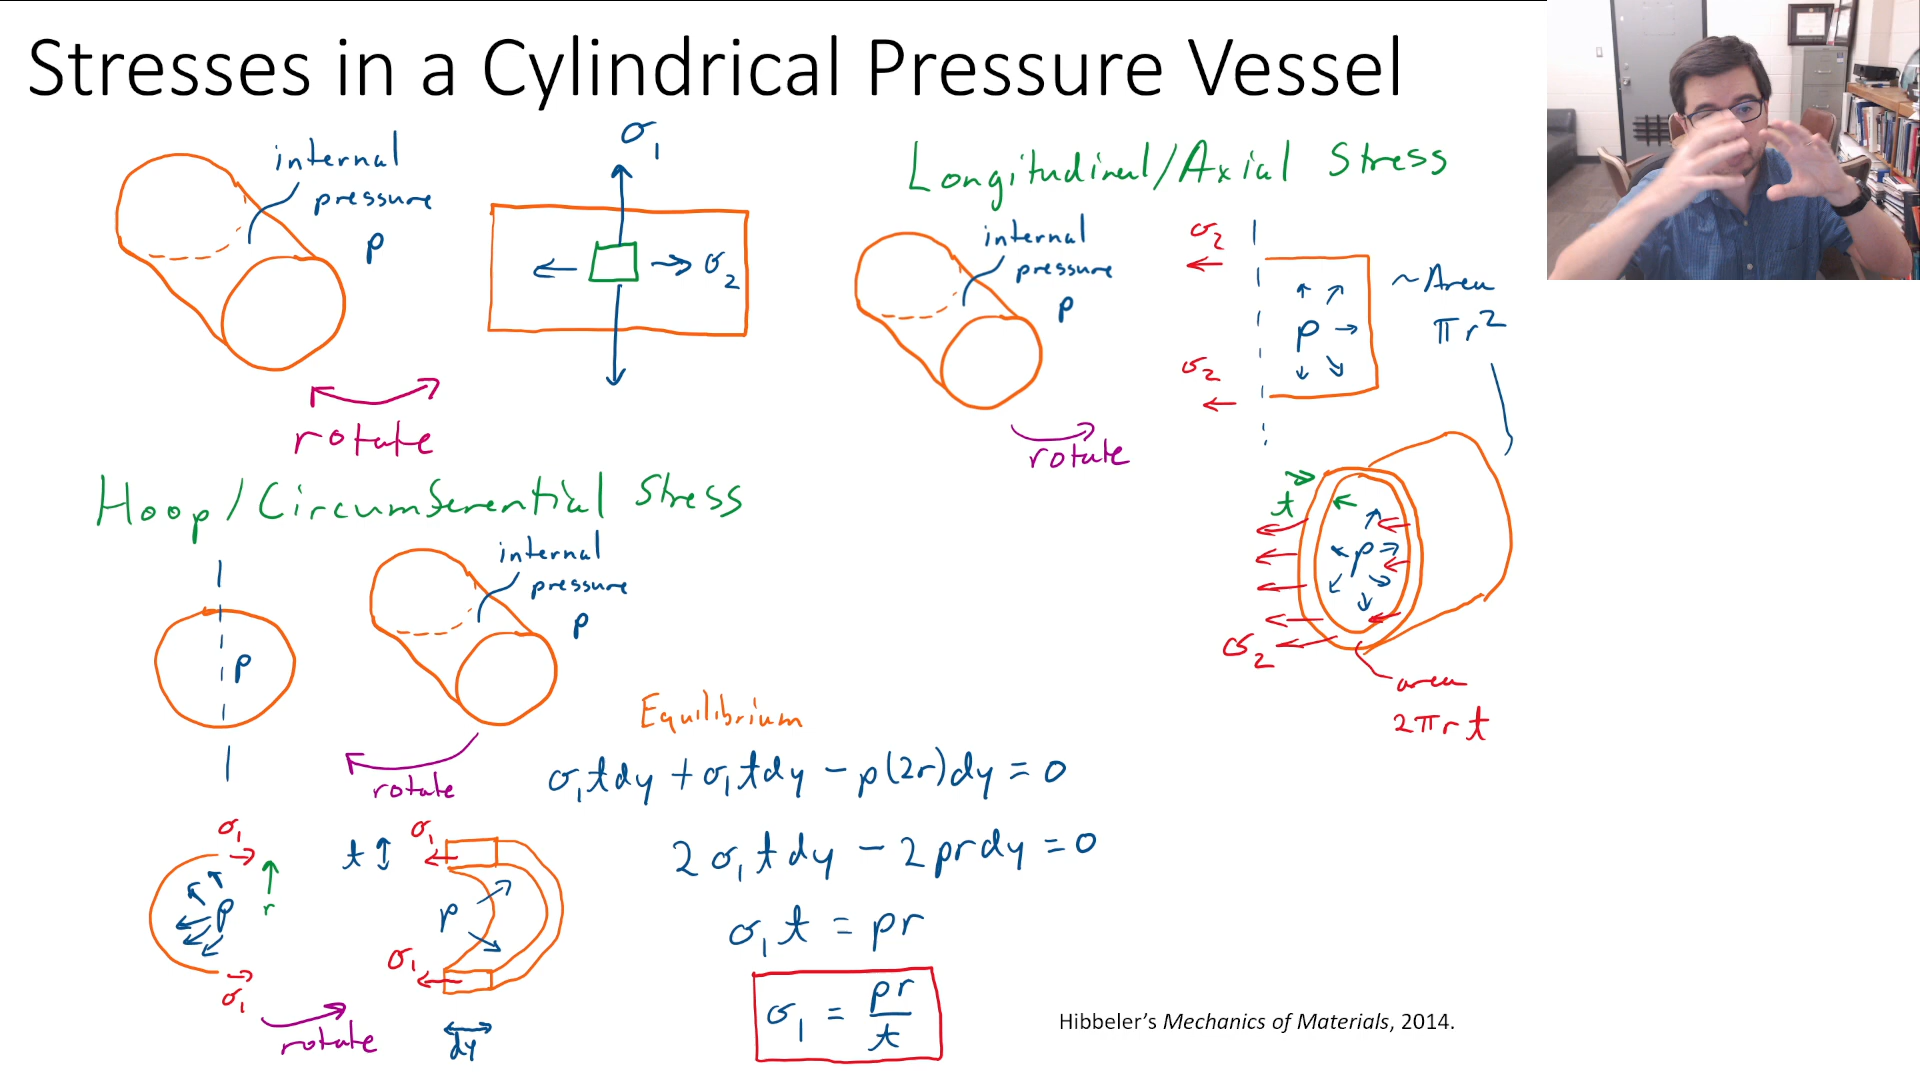 Stresses in a Cylindrical Pressure Vessel
internal
pressure
p
σ₁
σ₂
rotate
Longitudinal/Axial Stress
internal
pressure
p
rotate
σ₂
σ₂
p
~Area
πr²
t
p
σ₂
area
2πrt
Hoop/Circumferential Stress
p
internal
pressure
p
rotate
σ₁
p
r
σ₁
rotate
t
σ₁
p
σ₁
dy
Equilibrium
σ₁tdy + σ₁tdy - p(2r)dy = 0
2σ₁tdy - 2prdy = 0
σ₁t = pr
σ₁ = pr/t
Hibbeler's Mechanics of Materials, 2014.